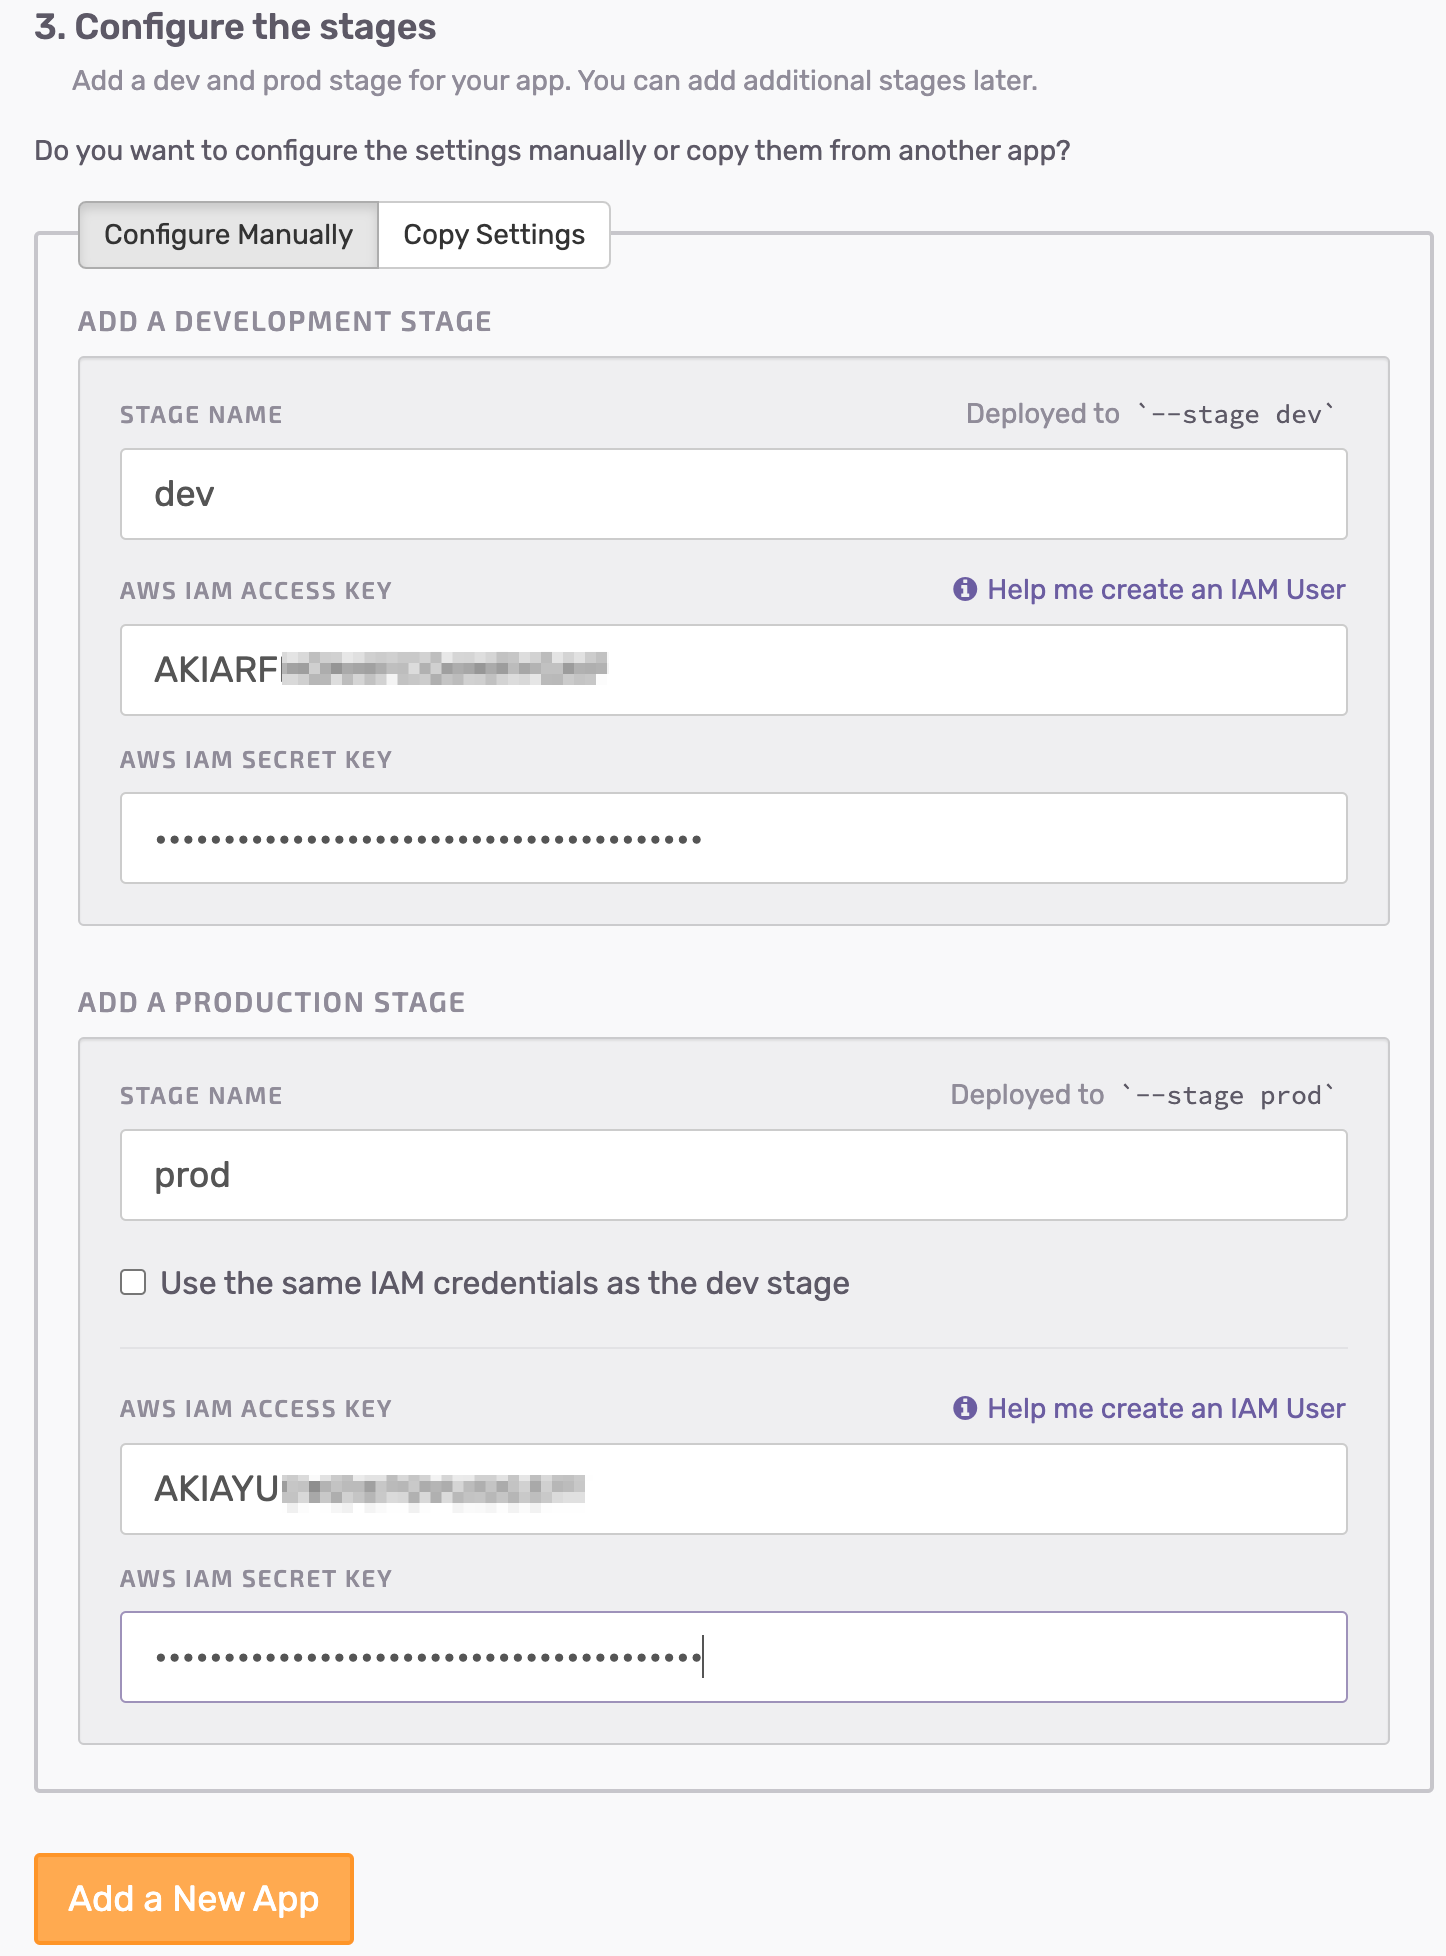 3. Configure the stages
Add a dev and prod stage for your app. You can add additional stages later.
Do you want to configure the settings manually or copy them from another app?
Configure Manually
Copy Settings
ADD A DEVELOPMENT STAGE
STAGE NAME
Deployed to `--stage dev`
dev
AWS IAM ACCESS KEY
Help me create an IAM User
AKIARF
AWS IAM SECRET KEY
••••••••••••••••••••••••••••••••••••••••
ADD A PRODUCTION STAGE
STAGE NAME
Deployed to `--stage prod`
prod
Use the same IAM credentials as the dev stage
AWS IAM ACCESS KEY
Help me create an IAM User
AKIAYU
AWS IAM SECRET KEY
••••••••••••••••••••••••••••••••••••••••
Add a New App